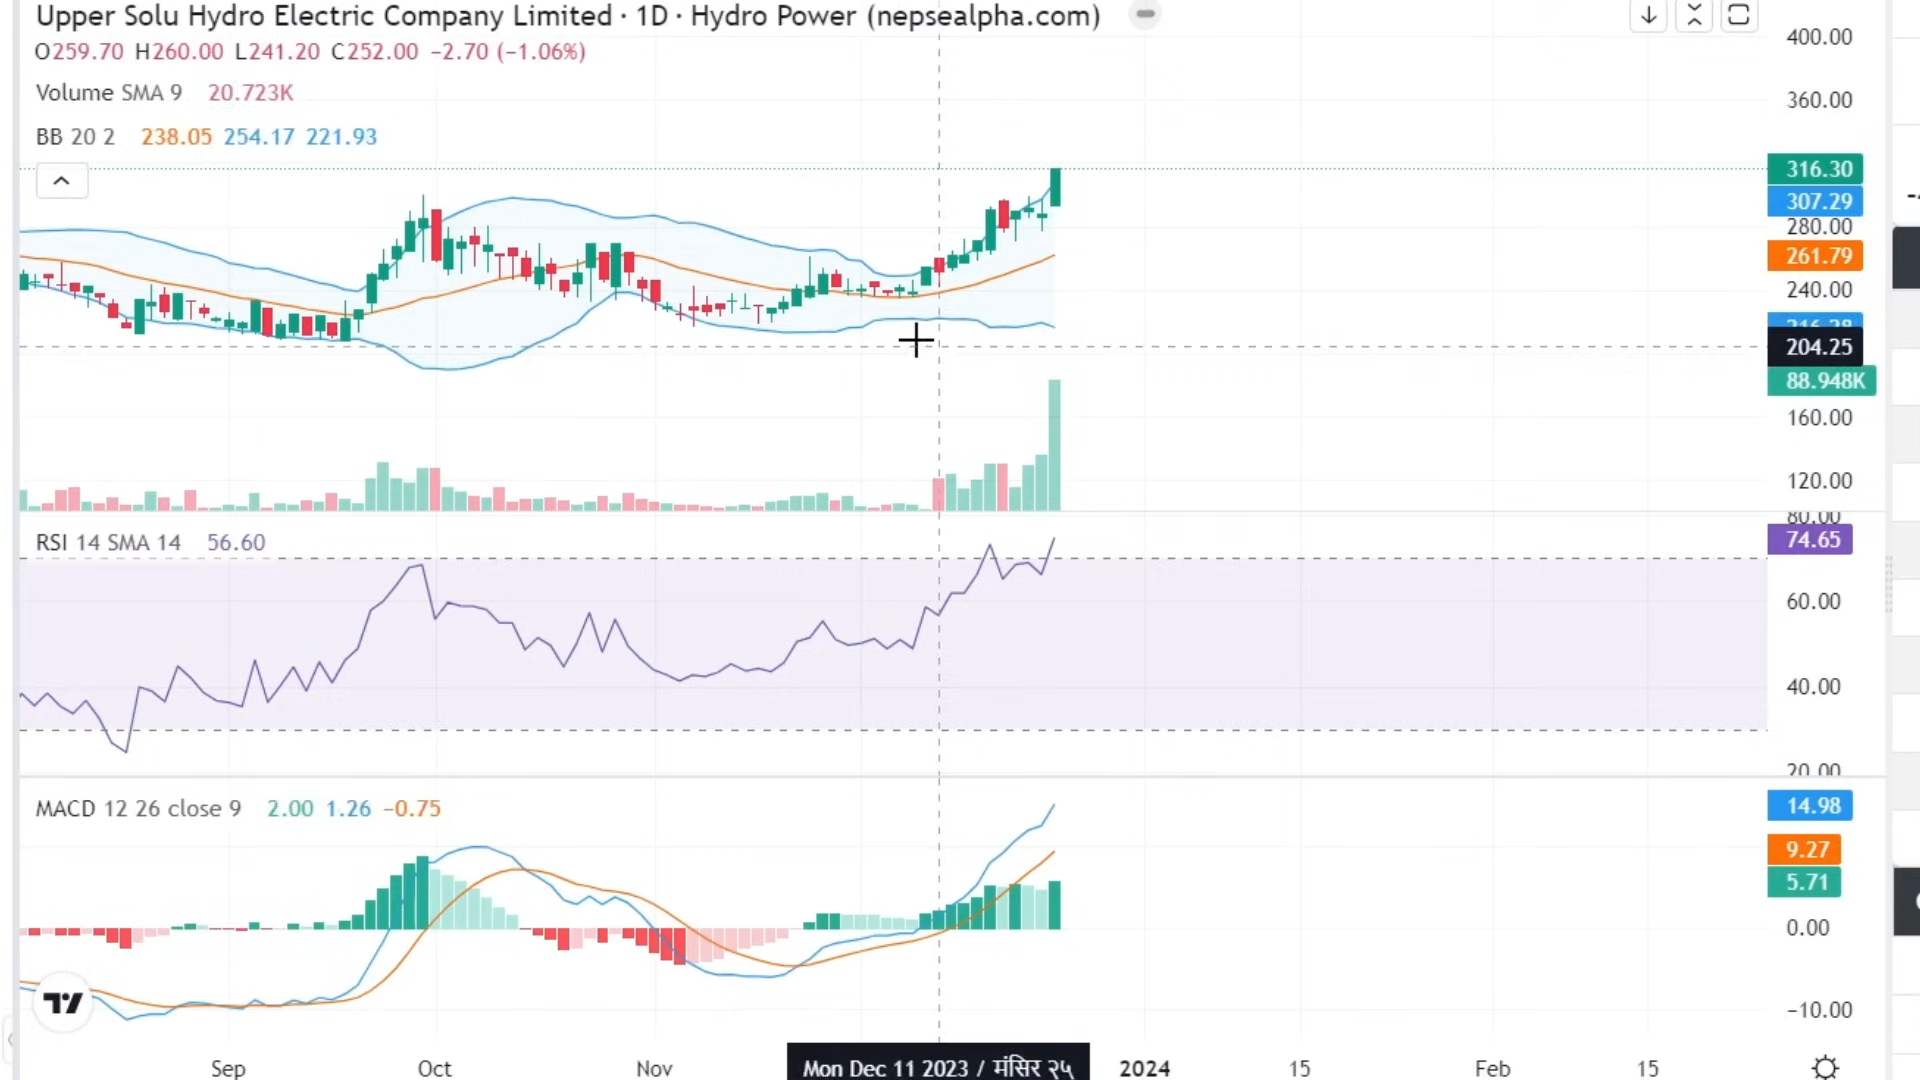 Upper Solu Hydro Electric Company Limited · 1D · Hydro Power (nepsealpha.com)
O259.70 H260.00 L241.20 C252.00 −2.70 (−1.06%)
Volume SMA 9 20.723K
BB 20 2 238.05 254.17 221.93
400.00
360.00
316.30
307.29
280.00
261.79
240.00
216.28
204.25
88.948K
160.00
120.00
80.00
RSI 14 SMA 14 56.60
74.65
60.00
40.00
20.00
MACD 12 26 close 9 2.00 1.26 −0.75
14.98
9.27
5.71
0.00
−10.00
Sep Oct Nov Mon Dec 11 2023 / मंसिर २५ 2024 15 Feb 15